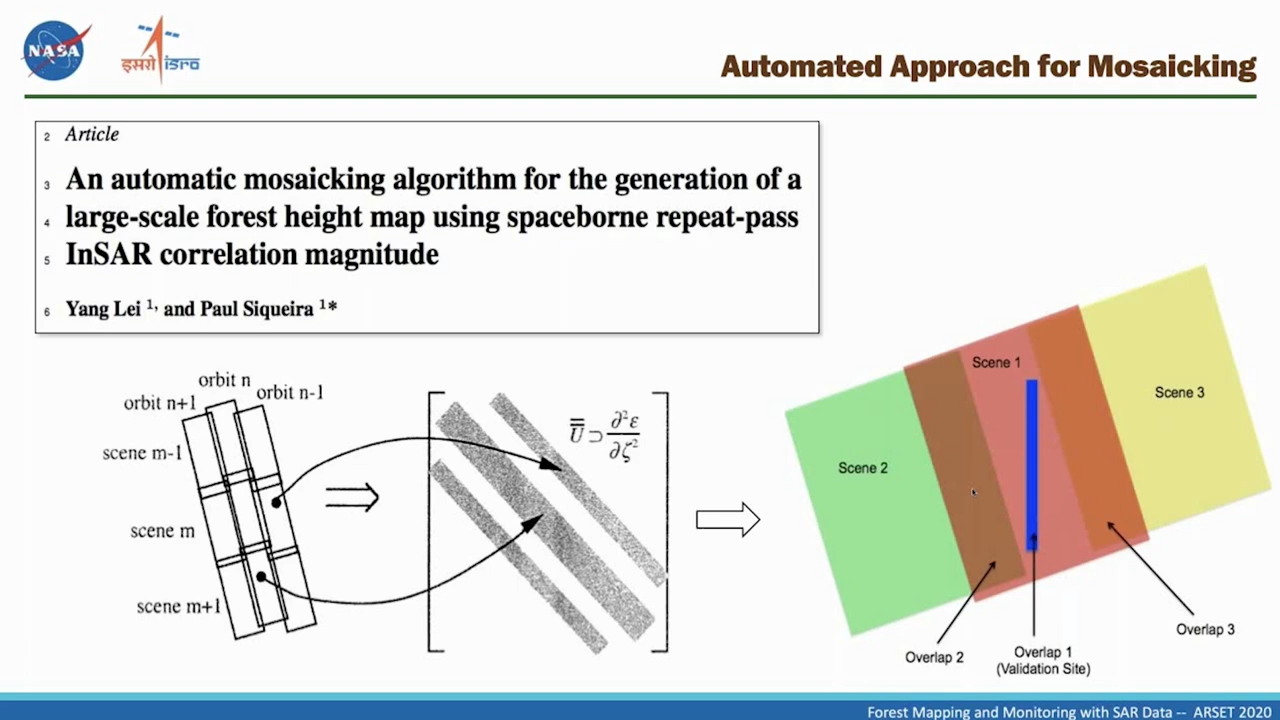 NASA
इसरो isro
Automated Approach for Mosaicking
2 Article
3 An automatic mosaicking algorithm for the generation of a
4 large-scale forest height map using spaceborne repeat-pass
5 InSAR correlation magnitude
6 Yang Lei ¹, and Paul Siqueira ¹*
orbit n
orbit n+1
orbit n-1
scene m-1
scene m
scene m+1
U̿ ⊃ ∂²ε / ∂ζ²
Scene 1
Scene 2
Scene 3
Overlap 2
Overlap 1
(Validation Site)
Overlap 3
Forest Mapping and Monitoring with SAR Data -- ARSET 2020